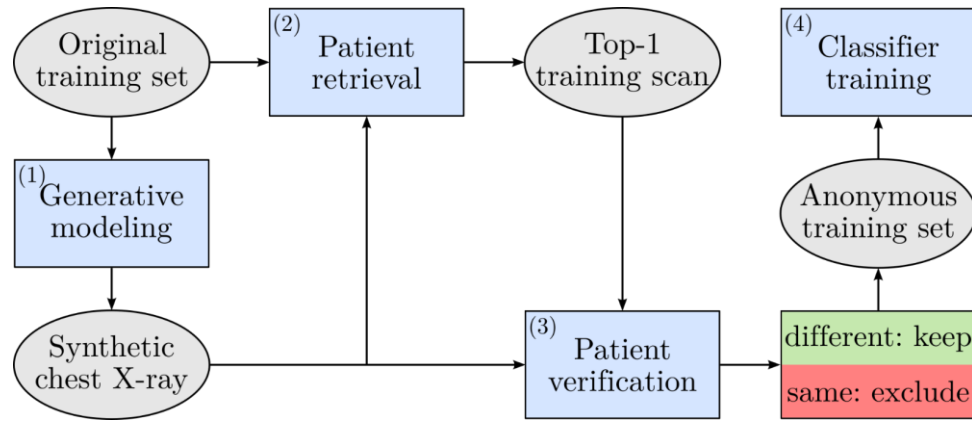 Original
training set
(2)
Patient
retrieval
Top-1
training scan
(4)
Classifier
training
(1)
Generative
modeling
Anonymous
training set
Synthetic
chest X-ray
(3)
Patient
verification
different: keep
same: exclude